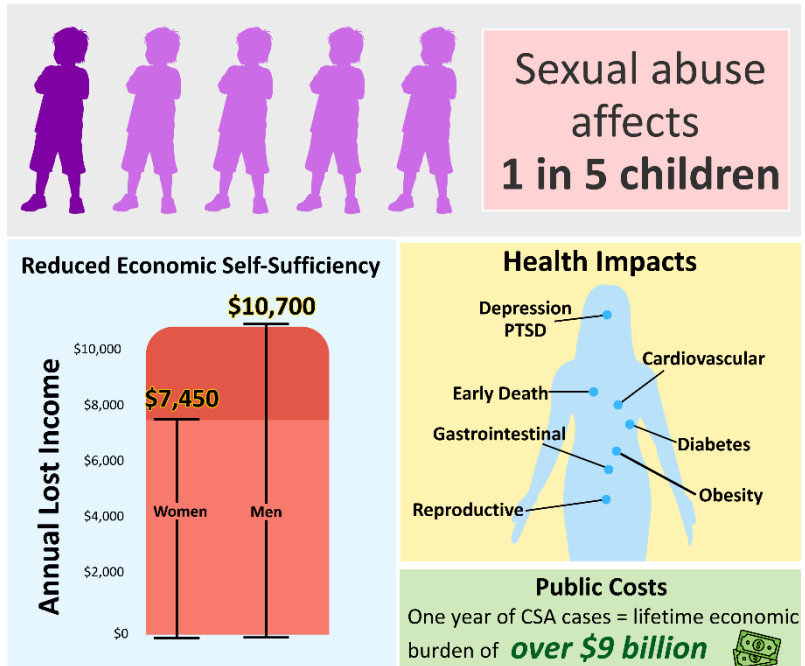 Sexual abuse
affects
1 in 5 children
Reduced Economic Self-Sufficiency
Annual Lost Income
$10,700
$10,000
$8,000
$7,450
$6,000
$4,000
Women
Men
$2,000
$0
Health Impacts
Depression
PTSD
Cardiovascular
Early Death
Gastrointestinal
Diabetes
Obesity
Reproductive
Public Costs
One year of CSA cases = lifetime economic
burden of over $9 billion